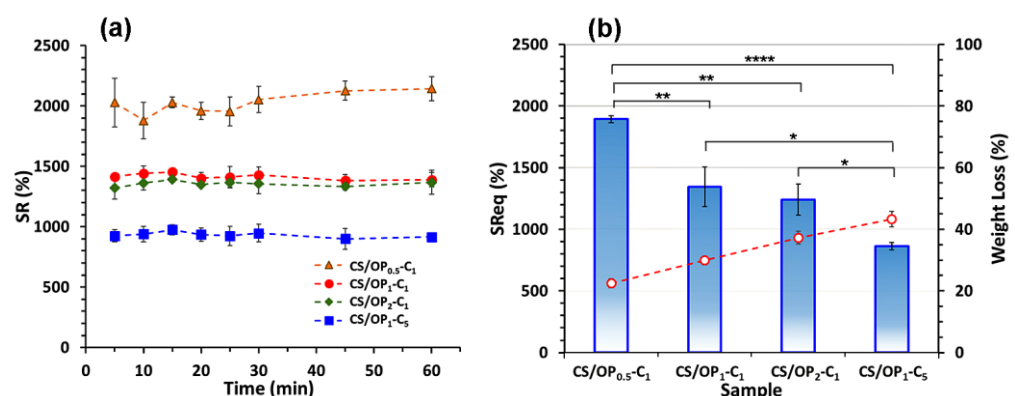 (a)
2500
2000
1500
1000
500
0
SR (%)
0 10 20 30 40 50 60
Time (min)
CS/OP0.5-C1
CS/OP1-C1
CS/OP2-C1
CS/OP1-C5
(b)
2500
2000
1500
1000
500
0
SReq (%)
****
**
**
*
*
100
80
60
40
20
0
Weight Loss (%)
CS/OP0.5-C1 CS/OP1-C1 CS/OP2-C1 CS/OP1-C5
Sample